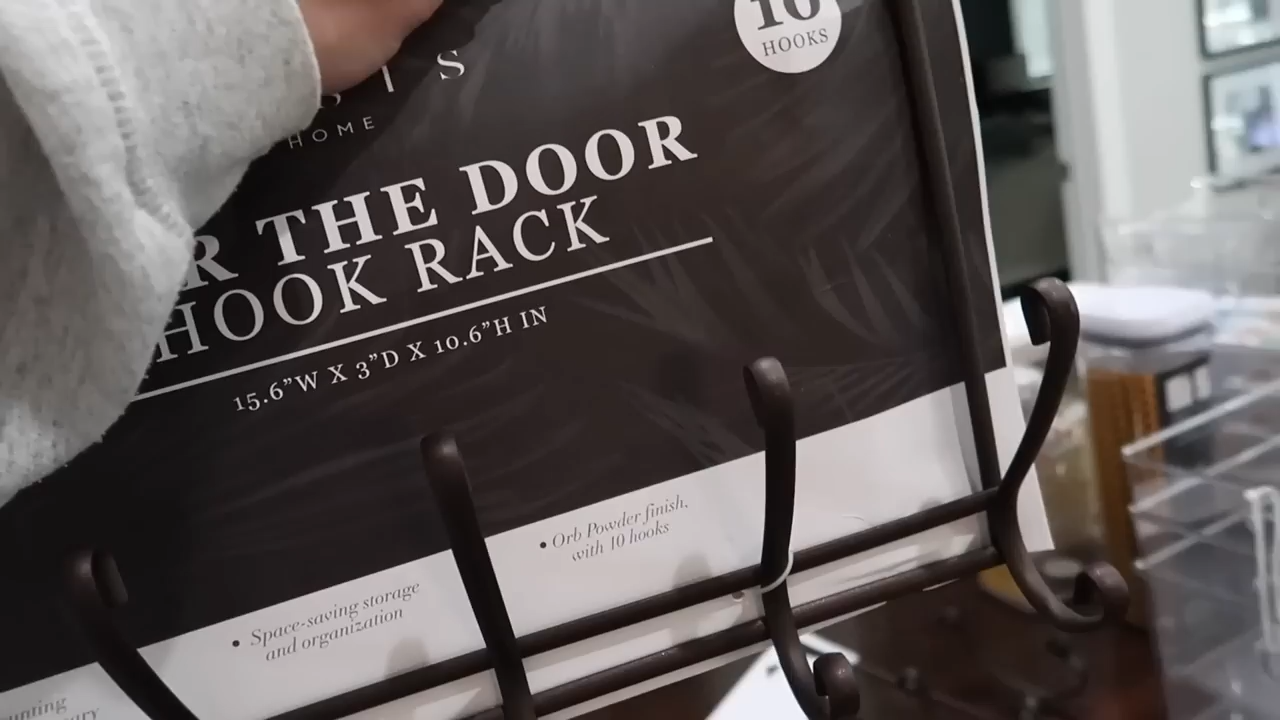 10
HOOKS
S I S
HOME
R THE DOOR
HOOK RACK
15.6”W X 3”D X 10.6”H IN
• Orb Powder finish,
with 10 hooks
• Space-saving storage
and organization
unting